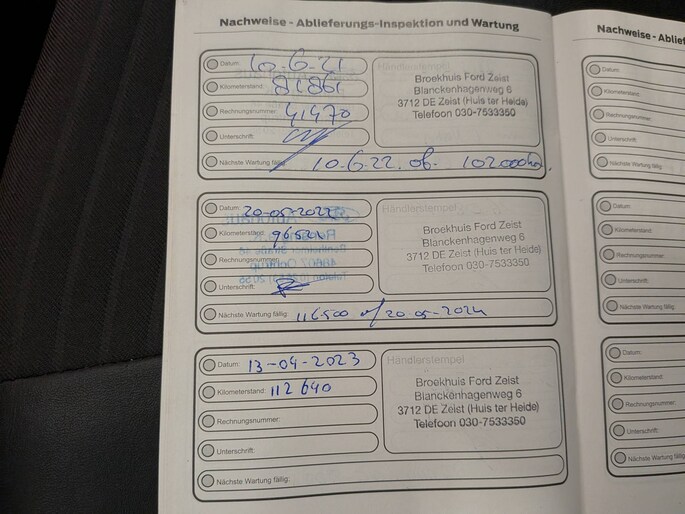 Nachweise - Ablieferungs-Inspektion und Wartung
Datum: 10-6-21
Kilometerstand: 81861
Rechnungsnummer: 41470
Unterschrift:
Nächste Wartung fällig: 10.6.22. of. 102000km.
Händlerstempel
Broekhuis Ford Zeist
Blanckenhagenweg 6
3712 DE Zeist (Huis ter Heide)
Telefoon 030-7533350
Datum: 20-05-2022
Kilometerstand:
Rechnungsnummer:
Unterschrift:
Nächste Wartung fällig: 116500 of 20-05-2024
Händlerstempel
Broekhuis Ford Zeist
Blanckenhagenweg 6
3712 DE Zeist (Huis ter Heide)
Telefoon 030-7533350
Datum: 13-04-2023
Kilometerstand: 112640
Rechnungsnummer:
Unterschrift:
Nächste Wartung fällig:
Händlerstempel
Broekhuis Ford Zeist
Blanckenhagenweg 6
3712 DE Zeist (Huis ter Heide)
Telefoon 030-7533350
Nachweise - Ablief
Datum:
Kilometerstand:
Rechnungsnummer:
Unterschrift:
Nächste Wartung fällig
Datum:
Kilometerstand:
Rechnungsnummer:
Unterschrift:
Nächste Wartung fällig
Datum:
Kilometerstand:
Rechnungsnummer:
Unterschrift:
Nächste Wartung fällig